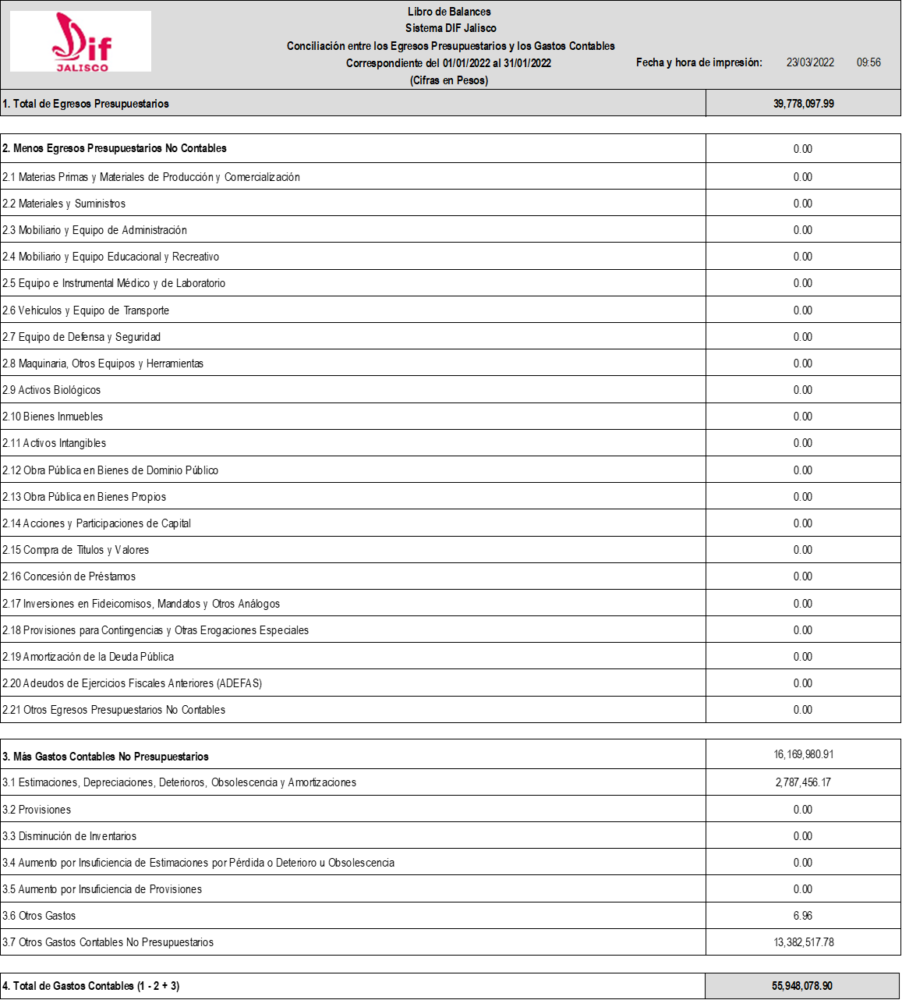 Dif
JALISCO
Libro de Balances
Sistema DIF Jalisco
Conciliación entre los Egresos Presupuestarios y los Gastos Contables
Correspondiente del 01/01/2022 al 31/01/2022
(Cifras en Pesos)
Fecha y hora de impresión: 23/03/2022 09:56
1. Total de Egresos Presupuestarios 39,778,097.99
2. Menos Egresos Presupuestarios No Contables 0.00
2.1 Materias Primas y Materiales de Producción y Comercialización 0.00
2.2 Materiales y Suministros 0.00
2.3 Mobiliario y Equipo de Administración 0.00
2.4 Mobiliario y Equipo Educacional y Recreativo 0.00
2.5 Equipo e Instrumental Médico y de Laboratorio 0.00
2.6 Vehículos y Equipo de Transporte 0.00
2.7 Equipo de Defensa y Seguridad 0.00
2.8 Maquinaria, Otros Equipos y Herramientas 0.00
2.9 Activos Biológicos 0.00
2.10 Bienes Inmuebles 0.00
2.11 Activos Intangibles 0.00
2.12 Obra Pública en Bienes de Dominio Público 0.00
2.13 Obra Pública en Bienes Propios 0.00
2.14 Acciones y Participaciones de Capital 0.00
2.15 Compra de Títulos y Valores 0.00
2.16 Concesión de Préstamos 0.00
2.17 Inversiones en Fideicomisos, Mandatos y Otros Análogos 0.00
2.18 Provisiones para Contingencias y Otras Erogaciones Especiales 0.00
2.19 Amortización de la Deuda Pública 0.00
2.20 Adeudos de Ejercicios Fiscales Anteriores (ADEFAS) 0.00
2.21 Otros Egresos Presupuestarios No Contables 0.00
3. Más Gastos Contables No Presupuestarios 16,169,980.91
3.1 Estimaciones, Depreciaciones, Deterioros, Obsolescencia y Amortizaciones 2,787,456.17
3.2 Provisiones 0.00
3.3 Disminución de Inventarios 0.00
3.4 Aumento por Insuficiencia de Estimaciones por Pérdida o Deterioro u Obsolescencia 0.00
3.5 Aumento por Insuficiencia de Provisiones 0.00
3.6 Otros Gastos 6.96
3.7 Otros Gastos Contables No Presupuestarios 13,382,517.78
4. Total de Gastos Contables (1 - 2 + 3) 55,948,078.90